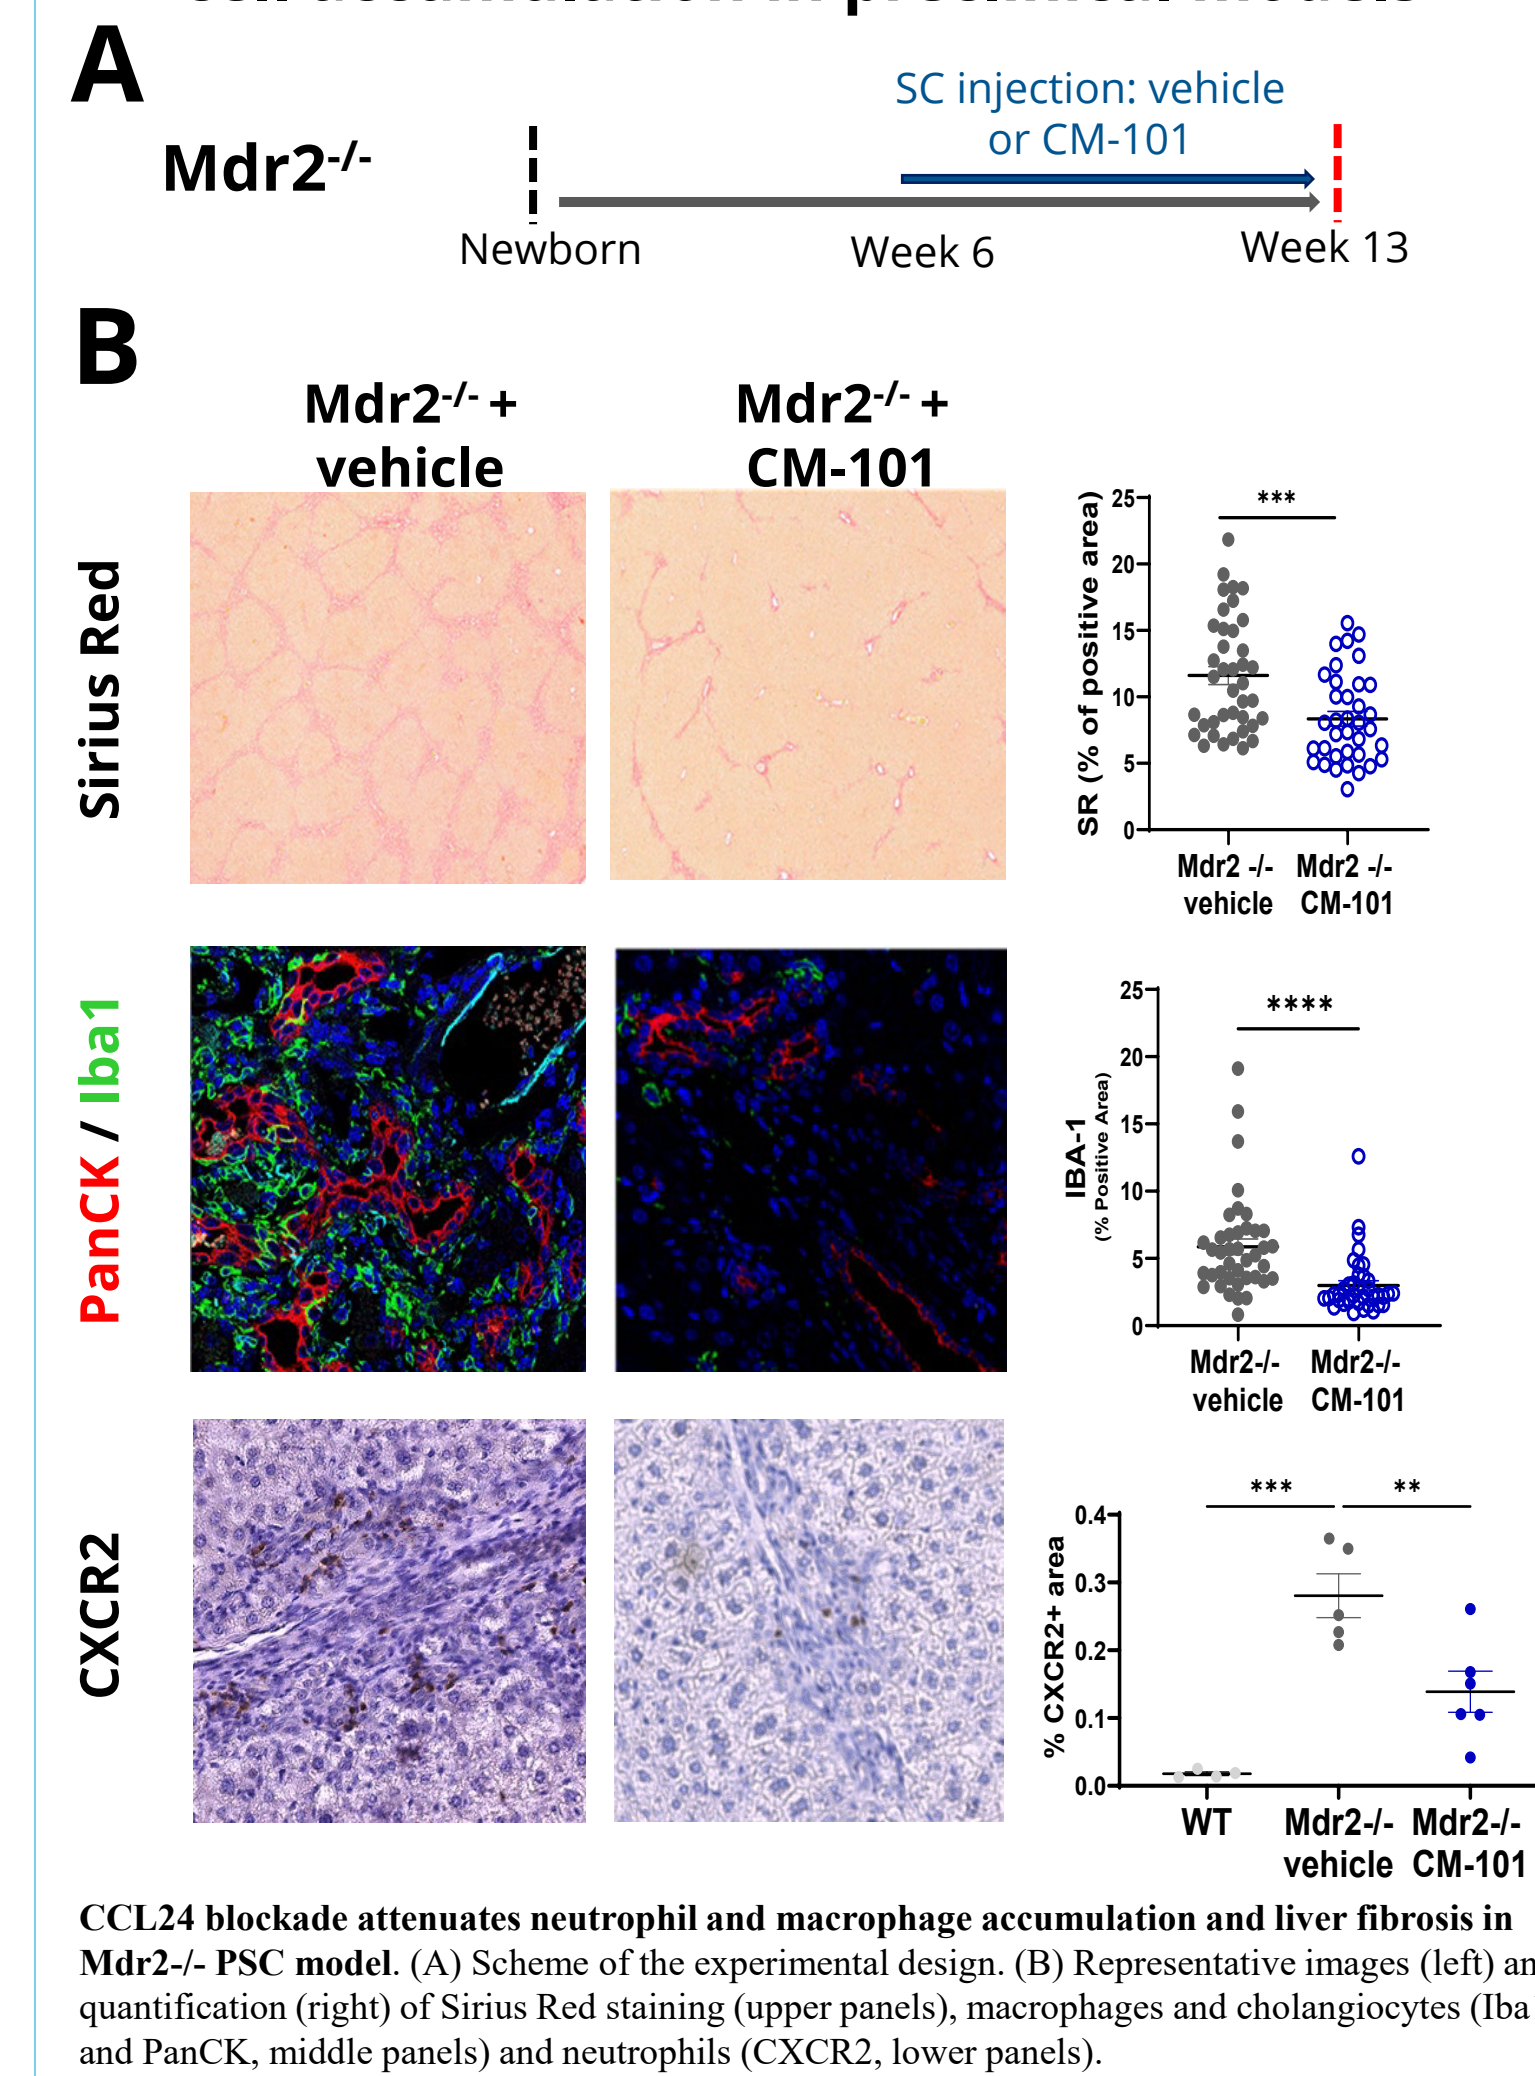 A
SC injection: vehicle
or CM-101
Mdr2-/-
Newborn
Week 6
Week 13
B
Mdr2-/- +
vehicle
Mdr2-/- +
CM-101
Sirius Red
SR (% of positive area)
25
20
15
10
5
0
***
Mdr2 -/-
vehicle
Mdr2 -/-
CM-101
PanCK / Iba1
IBA-1
(% Positive Area)
25
20
15
10
5
0
****
Mdr2-/-
vehicle
Mdr2-/-
CM-101
CXCR2
% CXCR2+ area
0.4
0.3
0.2
0.1
0.0
***
**
WT
Mdr2-/-
vehicle
Mdr2-/-
CM-101
CCL24 blockade attenuates neutrophil and macrophage accumulation and liver fibrosis in
Mdr2-/- PSC model. (A) Scheme of the experimental design. (B) Representative images (left) an
quantification (right) of Sirius Red staining (upper panels), macrophages and cholangiocytes (Iba
and PanCK, middle panels) and neutrophils (CXCR2, lower panels).